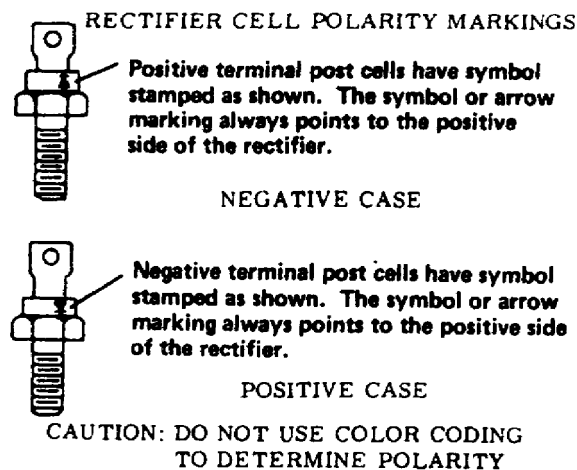 RECTIFIER CELL POLARITY MARKINGS
Positive terminal post cells have symbol
stamped as shown. The symbol or arrow
marking always points to the positive
side of the rectifier.
NEGATIVE CASE
Negative terminal post cells have symbol
stamped as shown. The symbol or arrow
marking always points to the positive side
of the rectifier.
POSITIVE CASE
CAUTION: DO NOT USE COLOR CODING
TO DETERMINE POLARITY